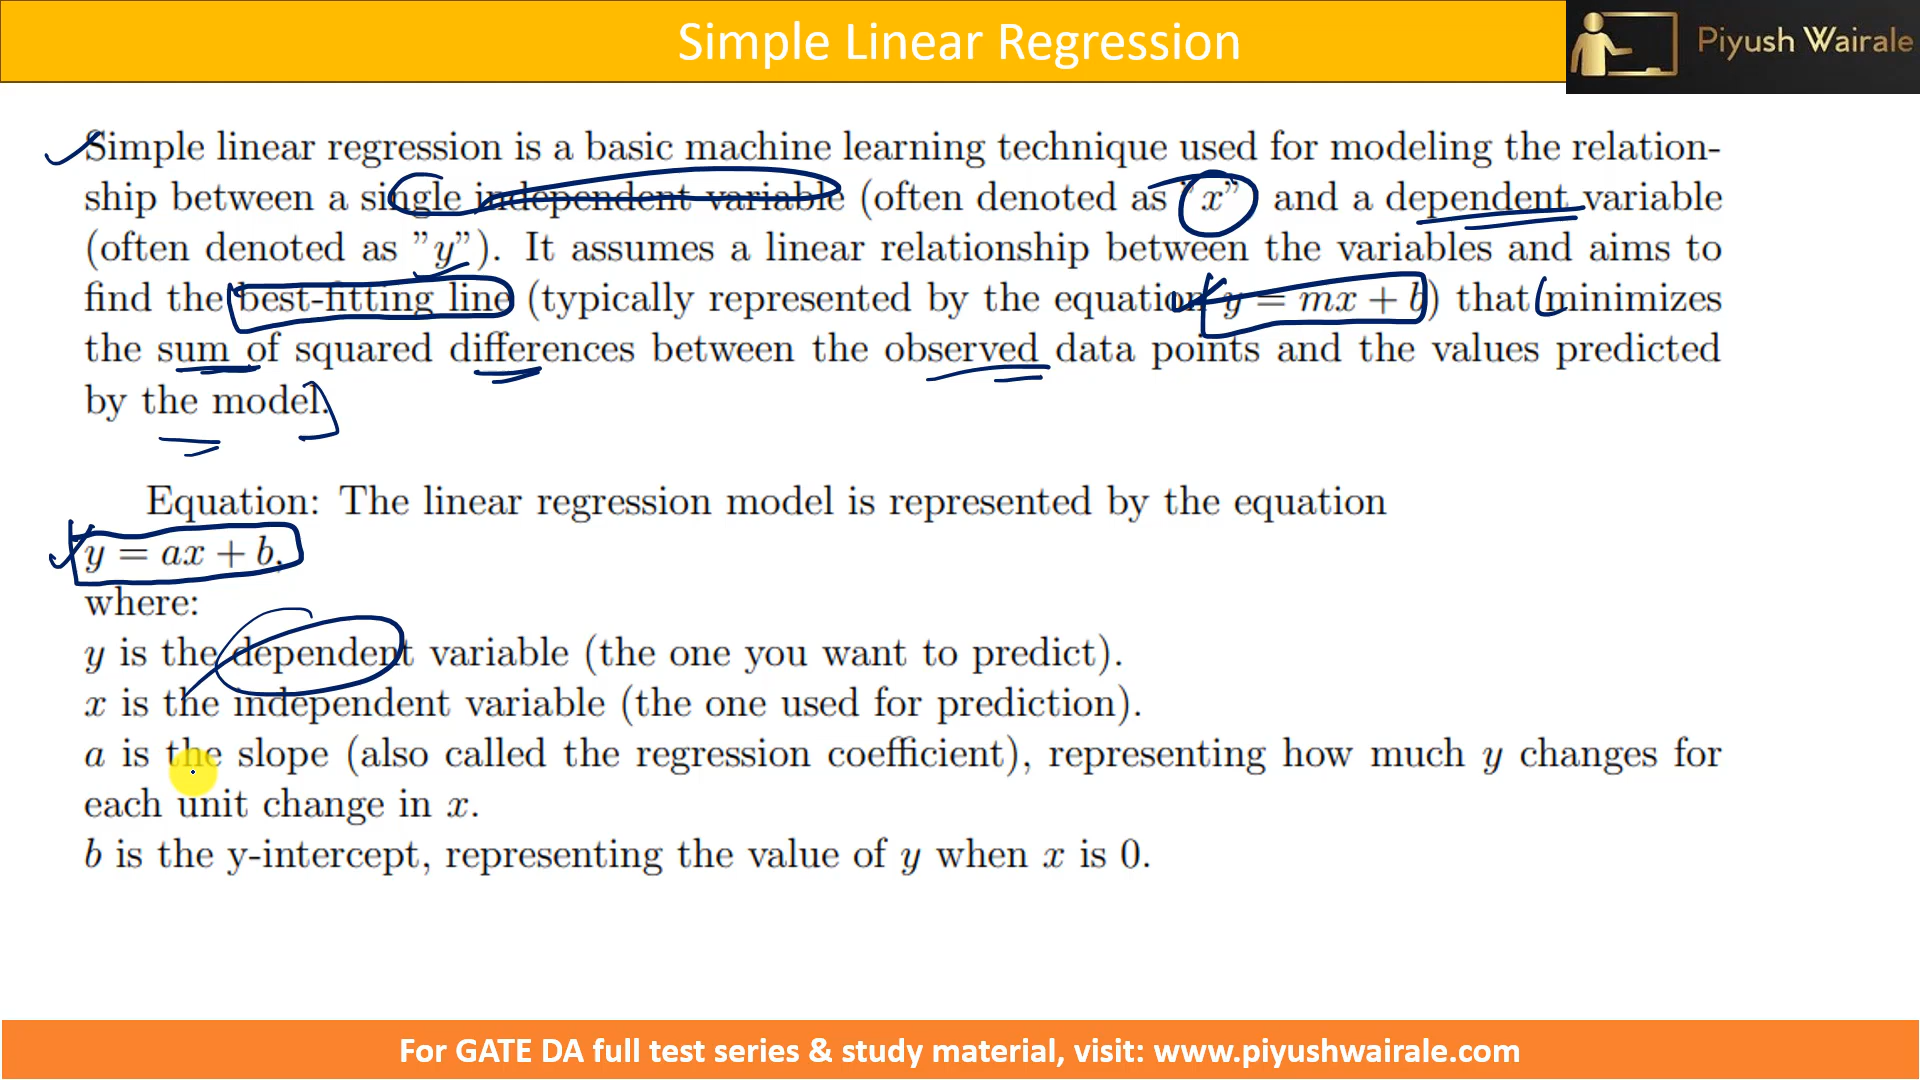 Simple Linear Regression
Piyush Wairale
Simple linear regression is a basic machine learning technique used for modeling the relation-
ship between a single independent variable (often denoted as "x") and a dependent variable
(often denoted as "y"). It assumes a linear relationship between the variables and aims to
find the best-fitting line (typically represented by the equation y = mx + b) that minimizes
the sum of squared differences between the observed data points and the values predicted
by the model.
Equation: The linear regression model is represented by the equation
y = ax + b,
where:
y is the dependent variable (the one you want to predict).
x is the independent variable (the one used for prediction).
a is the slope (also called the regression coefficient), representing how much y changes for
each unit change in x.
b is the y-intercept, representing the value of y when x is 0.
For GATE DA full test series & study material, visit: www.piyushwairale.com